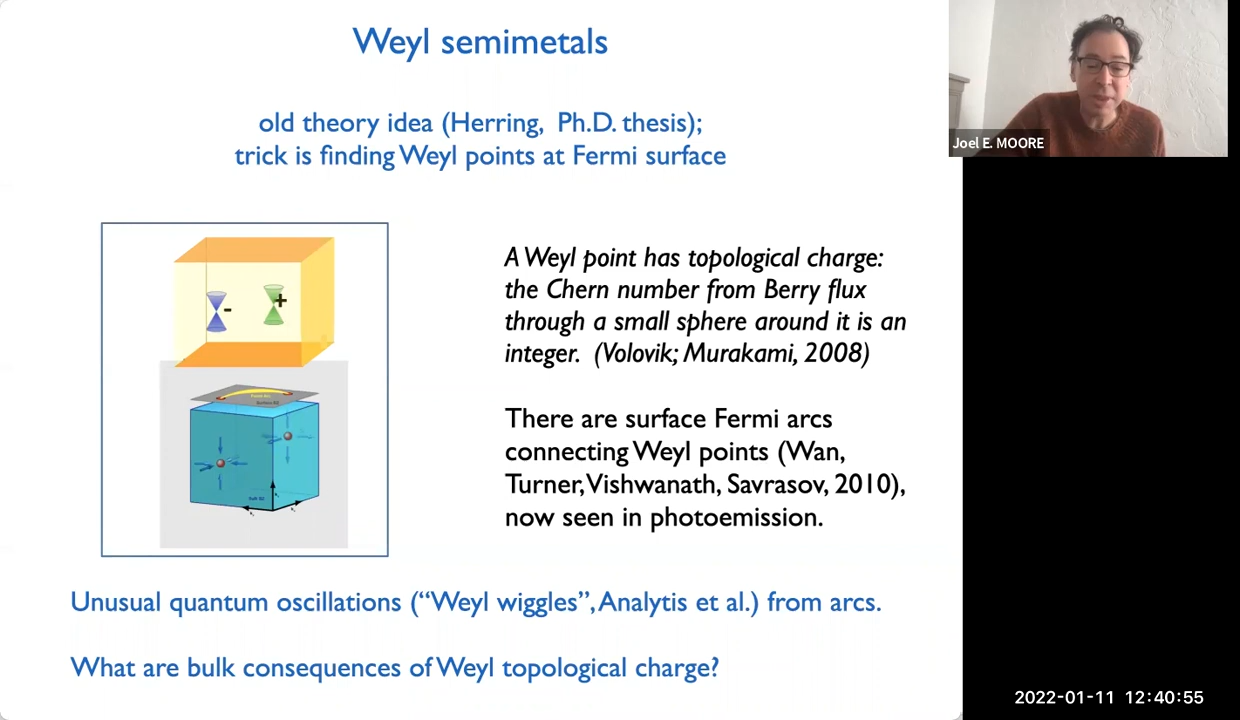 Weyl semimetals
old theory idea (Herring, Ph.D. thesis);
trick is finding Weyl points at Fermi surface
-
+
A Weyl point has topological charge:
the Chern number from Berry flux
through a small sphere around it is an
integer. (Volovik; Murakami, 2008)
There are surface Fermi arcs
connecting Weyl points (Wan,
Turner, Vishwanath, Savrasov, 2010),
now seen in photoemission.
Unusual quantum oscillations (“Weyl wiggles”, Analytis et al.) from arcs.
What are bulk consequences of Weyl topological charge?
Joel E. MOORE
2022-01-11 12:40:55